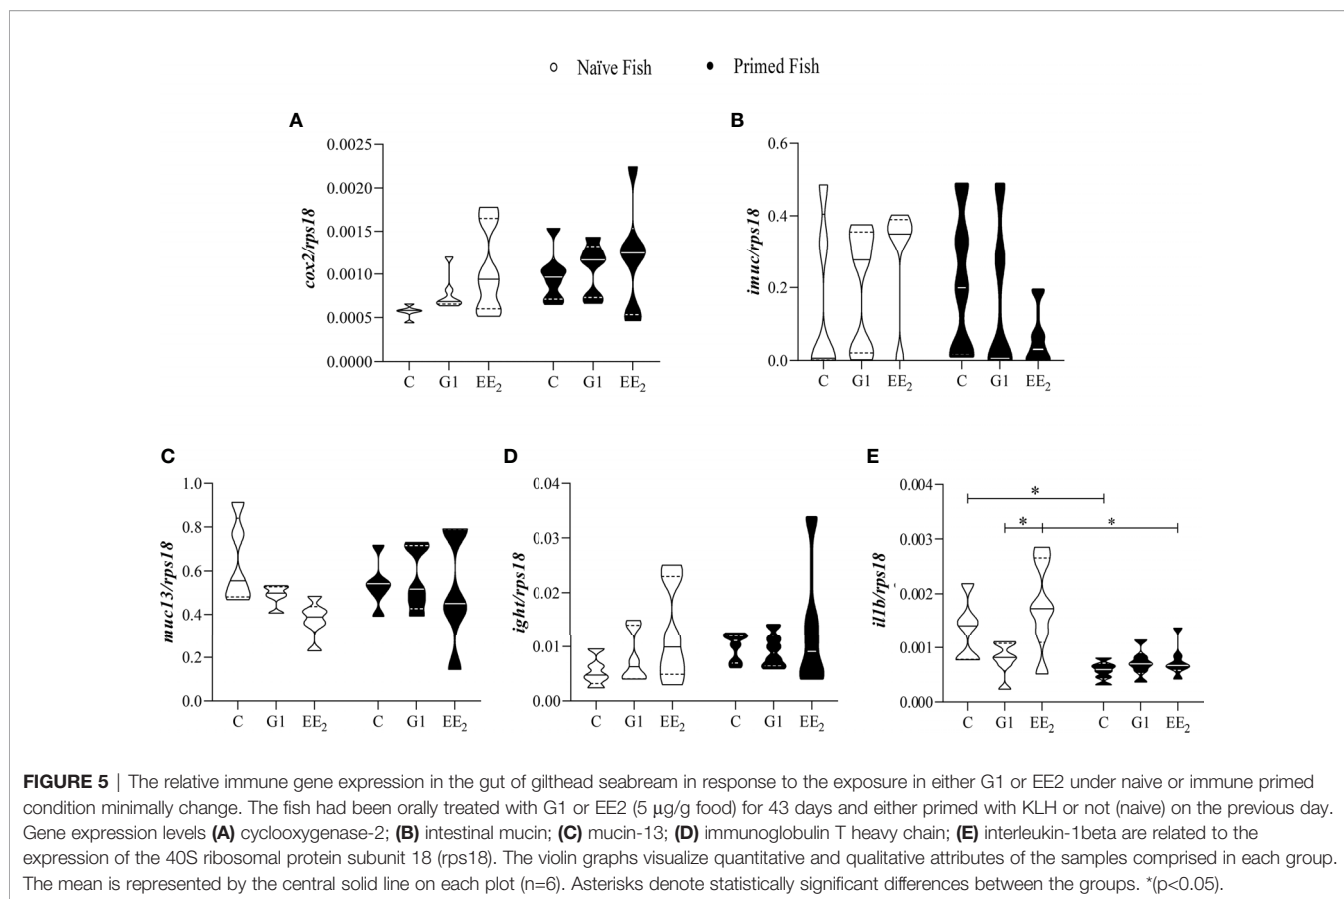 Naïve Fish Primed Fish
A B
0.0025
0.0020
0.0015
0.0010
0.0005
0.0000
cox2/rps18
C G1 EE2 C G1 EE2
0.6
0.4
0.2
0.0
imuc/rps18
C G1 EE2 C G1 EE2
C D E
1.0
0.8
0.6
0.4
0.2
0.0
muc13/rps18
C G1 EE2 C G1 EE2
0.04
0.03
0.02
0.01
0.00
ight/rps18
C G1 EE2 C G1 EE2
0.004
0.003
0.002
0.001
0.000
il1b/rps18
*
* *
C G1 EE2 C G1 EE2
FIGURE 5 | The relative immune gene expression in the gut of gilthead seabream in response to the exposure in either G1 or EE2 under naive or immune primed
condition minimally change. The fish had been orally treated with G1 or EE2 (5 μg/g food) for 43 days and either primed with KLH or not (naive) on the previous day.
Gene expression levels (A) cyclooxygenase-2; (B) intestinal mucin; (C) mucin-13; (D) immunoglobulin T heavy chain; (E) interleukin-1beta are related to the
expression of the 40S ribosomal protein subunit 18 (rps18). The violin graphs visualize quantitative and qualitative attributes of the samples comprised in each group.
The mean is represented by the central solid line on each plot (n=6). Asterisks denote statistically significant differences between the groups. *(p<0.05).